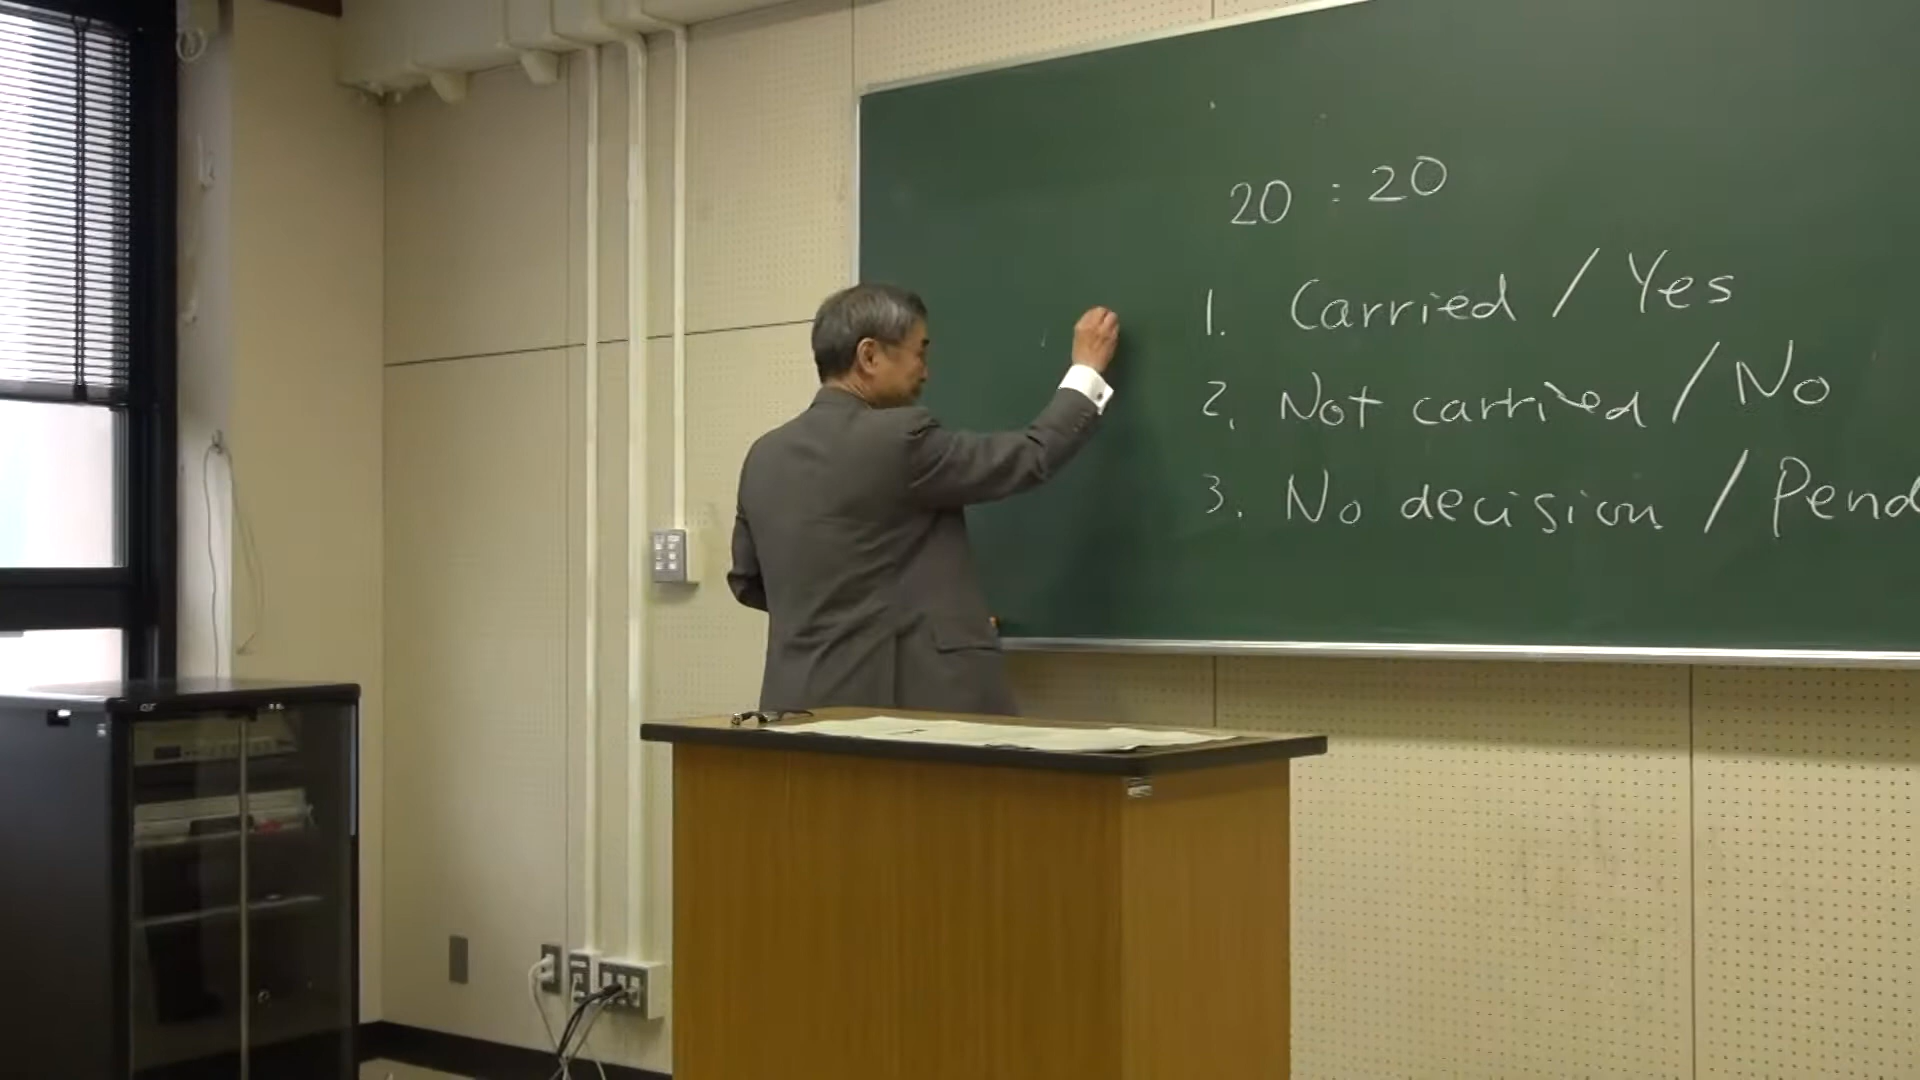 20 : 20
1. Carried / Yes
2. Not carried / No
3. No decision / Pend